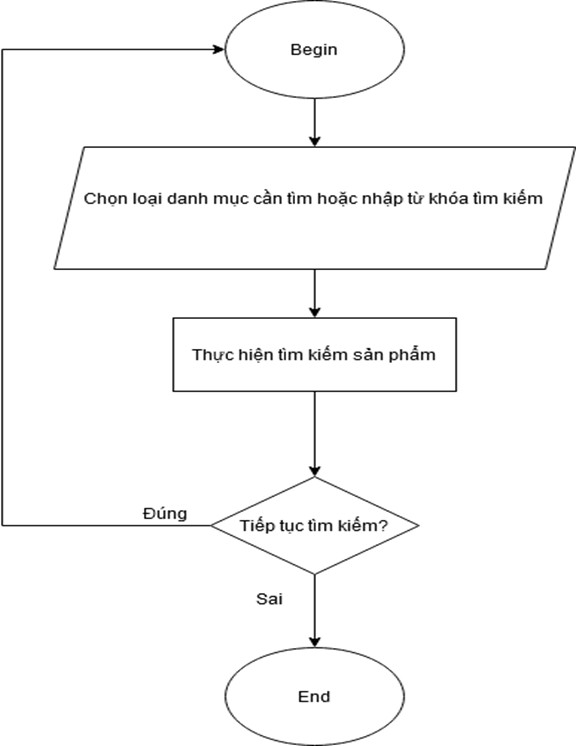 Begin
Chọn loại danh mục cần tìm hoặc nhập từ khóa tìm kiếm
Thực hiện tìm kiếm sản phẩm
Đúng
Tiếp tục tìm kiếm?
Sai
End